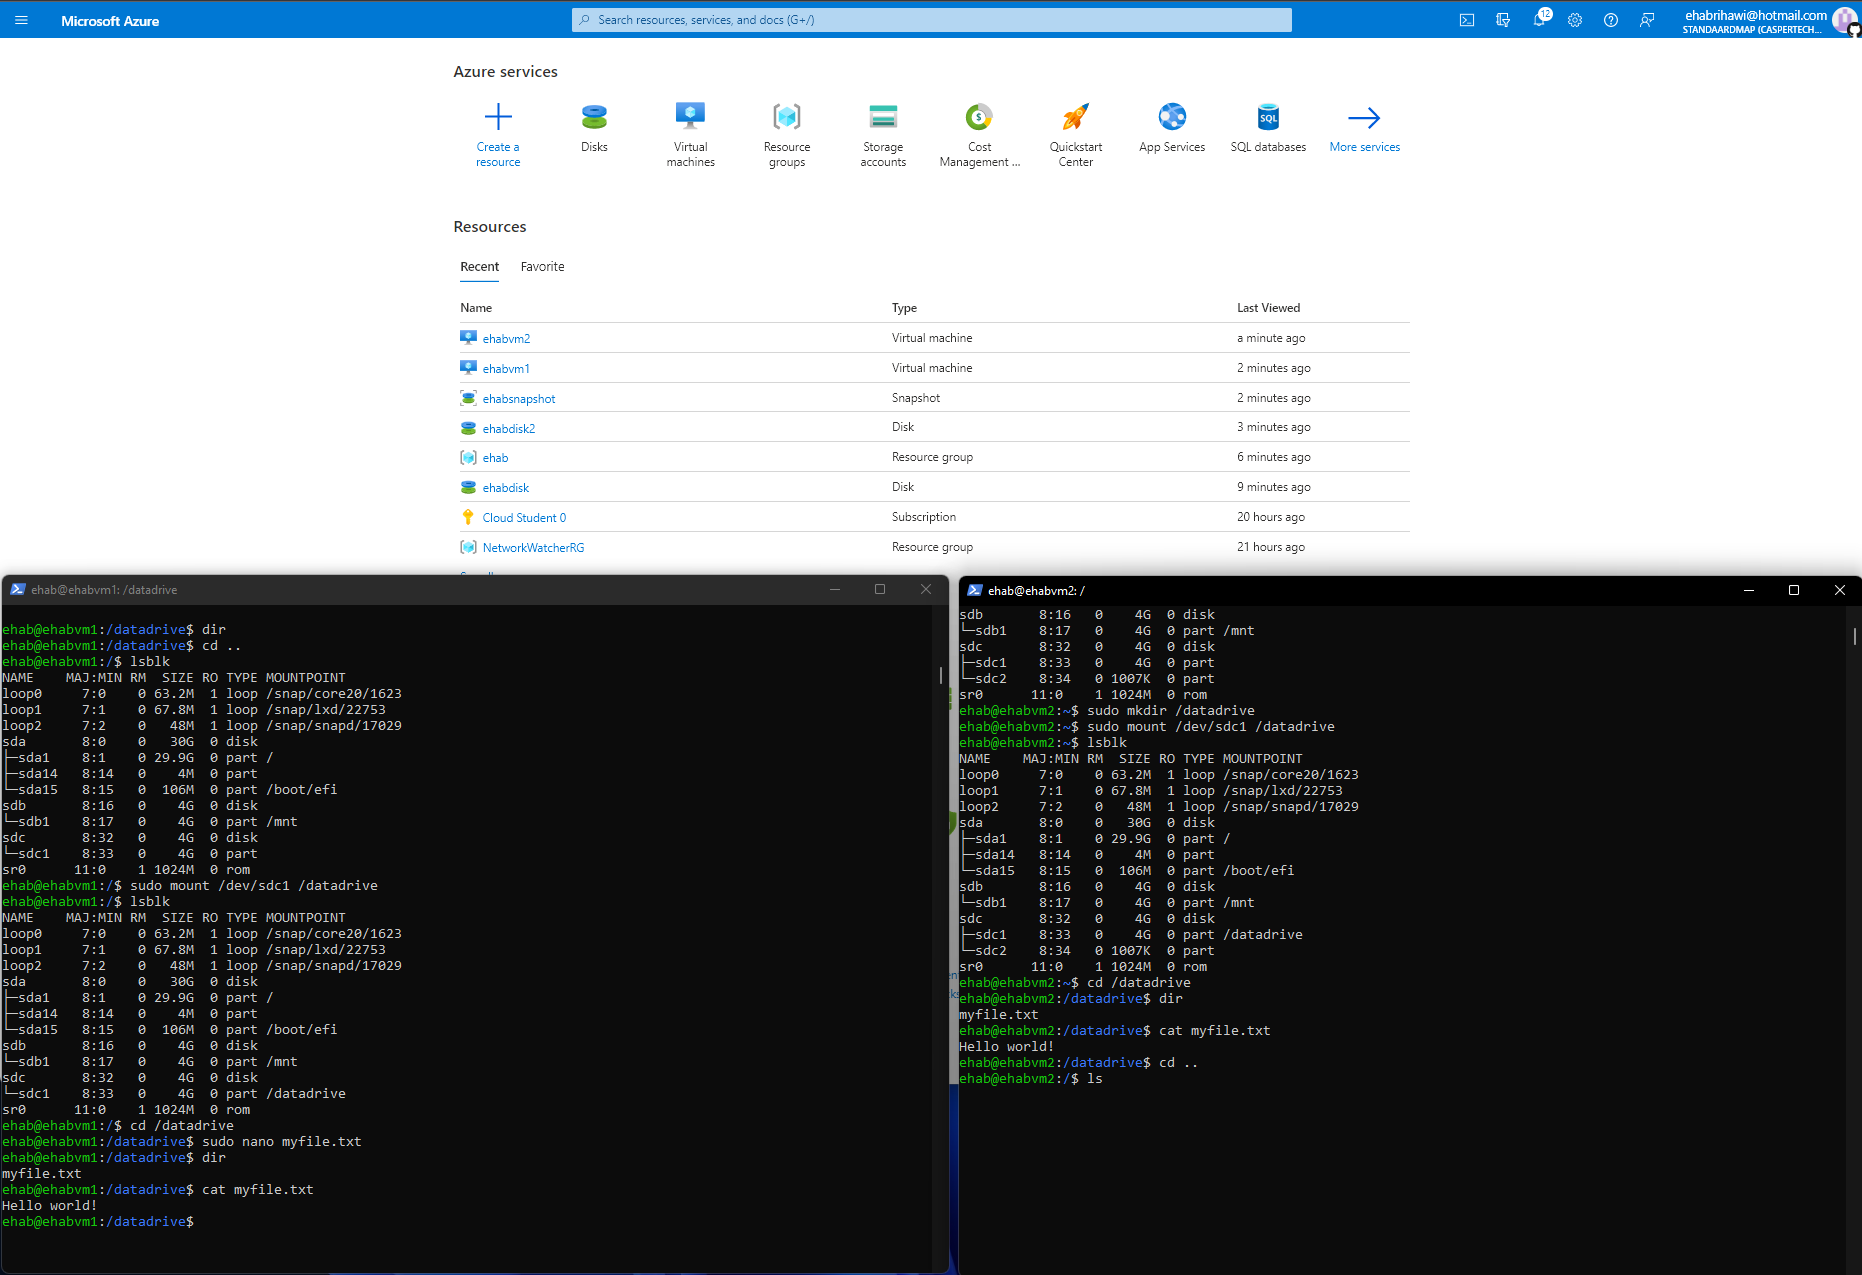 Microsoft Azure
Search resources, services, and docs (G+/)
12
ehabrihawi@hotmail.com
STANDAARDMAP (CASPERTECH...
Azure services
Create a resource
Disks
Virtual machines
Resource groups
Storage accounts
Cost Management ...
Quickstart Center
App Services
SQL
SQL databases
More services
Resources
Recent Favorite
Name Type Last Viewed
ehabvm2 Virtual machine a minute ago
ehabvm1 Virtual machine 2 minutes ago
ehabsnapshot Snapshot 2 minutes ago
ehabdisk2 Disk 3 minutes ago
ehab Resource group 6 minutes ago
ehabdisk Disk 9 minutes ago
Cloud Student 0 Subscription 20 hours ago
NetworkWatcherRG Resource group 21 hours ago
ehab@ehabvm1: /datadrive
ehab@ehabvm1:/datadrive$ dir
ehab@ehabvm1:/datadrive$ cd ..
ehab@ehabvm1:/$ lsblk
NAME    MAJ:MIN RM  SIZE RO TYPE MOUNTPOINT
loop0     7:0    0 63.2M  1 loop /snap/core20/1623
loop1     7:1    0 67.8M  1 loop /snap/lxd/22753
loop2     7:2    0   48M  1 loop /snap/snapd/17029
sda       8:0    0   30G  0 disk
├─sda1    8:1    0 29.9G  0 part /
├─sda14   8:14   0    4M  0 part
└─sda15   8:15   0  106M  0 part /boot/efi
sdb       8:16   0    4G  0 disk
└─sdb1    8:17   0    4G  0 part /mnt
sdc       8:32   0    4G  0 disk
└─sdc1    8:33   0    4G  0 part
sr0      11:0    1 1024M  0 rom
ehab@ehabvm1:/$ sudo mount /dev/sdc1 /datadrive
ehab@ehabvm1:/$ lsblk
NAME    MAJ:MIN RM  SIZE RO TYPE MOUNTPOINT
loop0     7:0    0 63.2M  1 loop /snap/core20/1623
loop1     7:1    0 67.8M  1 loop /snap/lxd/22753
loop2     7:2    0   48M  1 loop /snap/snapd/17029
sda       8:0    0   30G  0 disk
├─sda1    8:1    0 29.9G  0 part /
├─sda14   8:14   0    4M  0 part
└─sda15   8:15   0  106M  0 part /boot/efi
sdb       8:16   0    4G  0 disk
└─sdb1    8:17   0    4G  0 part /mnt
sdc       8:32   0    4G  0 disk
└─sdc1    8:33   0    4G  0 part /datadrive
sr0      11:0    1 1024M  0 rom
ehab@ehabvm1:/$ cd /datadrive
ehab@ehabvm1:/datadrive$ sudo nano myfile.txt
ehab@ehabvm1:/datadrive$ dir
myfile.txt
ehab@ehabvm1:/datadrive$ cat myfile.txt
Hello world!
ehab@ehabvm1:/datadrive$
ehab@ehabvm2: /
sdb       8:16   0    4G  0 disk
└─sdb1    8:17   0    4G  0 part /mnt
sdc       8:32   0    4G  0 disk
├─sdc1    8:33   0    4G  0 part
└─sdc2    8:34   0 1007K  0 part
sr0      11:0    1 1024M  0 rom
ehab@ehabvm2:~$ sudo mkdir /datadrive
ehab@ehabvm2:~$ sudo mount /dev/sdc1 /datadrive
ehab@ehabvm2:~$ lsblk
NAME    MAJ:MIN RM  SIZE RO TYPE MOUNTPOINT
loop0     7:0    0 63.2M  1 loop /snap/core20/1623
loop1     7:1    0 67.8M  1 loop /snap/lxd/22753
loop2     7:2    0   48M  1 loop /snap/snapd/17029
sda       8:0    0   30G  0 disk
├─sda1    8:1    0 29.9G  0 part /
├─sda14   8:14   0    4M  0 part
└─sda15   8:15   0  106M  0 part /boot/efi
sdb       8:16   0    4G  0 disk
└─sdb1    8:17   0    4G  0 part /mnt
sdc       8:32   0    4G  0 disk
├─sdc1    8:33   0    4G  0 part /datadrive
└─sdc2    8:34   0 1007K  0 part
sr0      11:0    1 1024M  0 rom
ehab@ehabvm2:~$ cd /datadrive
ehab@ehabvm2:/datadrive$ dir
myfile.txt
ehab@ehabvm2:/datadrive$ cat myfile.txt
Hello world!
ehab@ehabvm2:/datadrive$ cd ..
ehab@ehabvm2:/$ ls